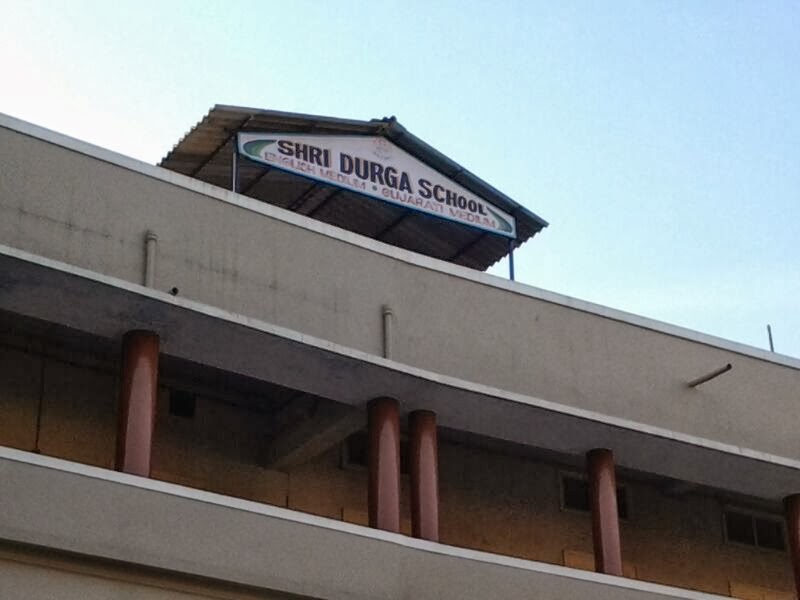 SHRI DURGA SCHOOL
ENGLISH MEDIUM • GUJARATI MEDIUM